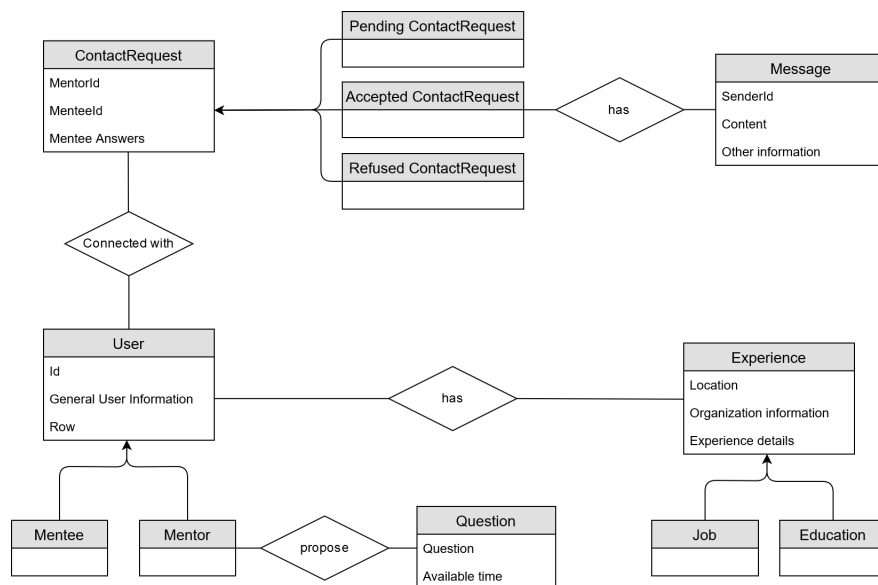 Pending ContactRequest
ContactRequest
MentorId
MenteeId
Mentee Answers
Accepted ContactRequest
has
Message
SenderId
Content
Other information
Refused ContactRequest
Connected with
User
Id
General User Information
Row
has
Experience
Location
Organization information
Experience details
Mentee
Mentor
propose
Question
Question
Available time
Job
Education